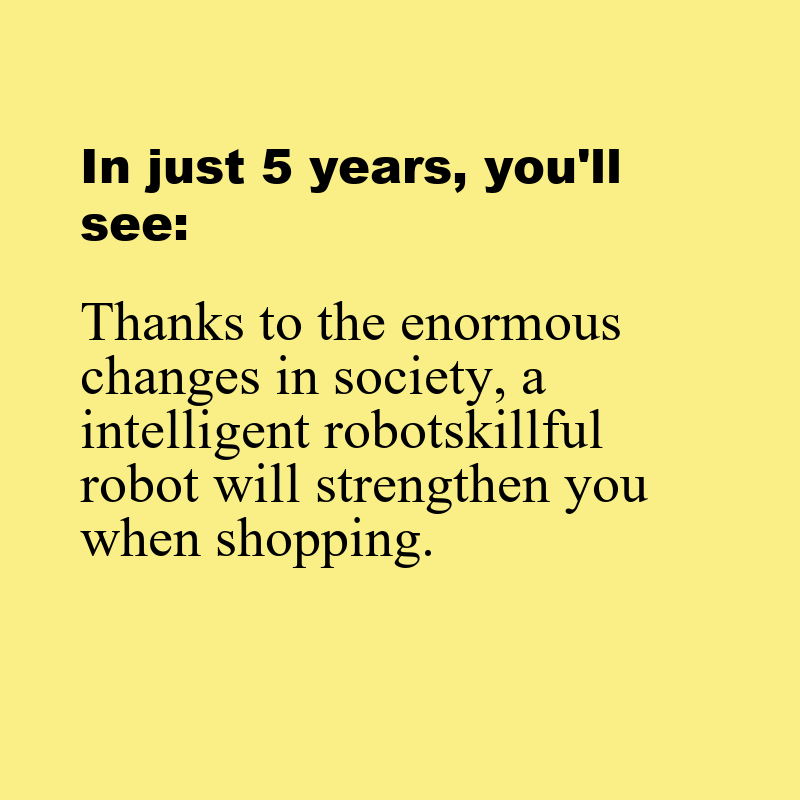 In just 5 years, you'll
see:
Thanks to the enormous
changes in society, a
intelligent robotskillful
robot will strengthen you
when shopping.